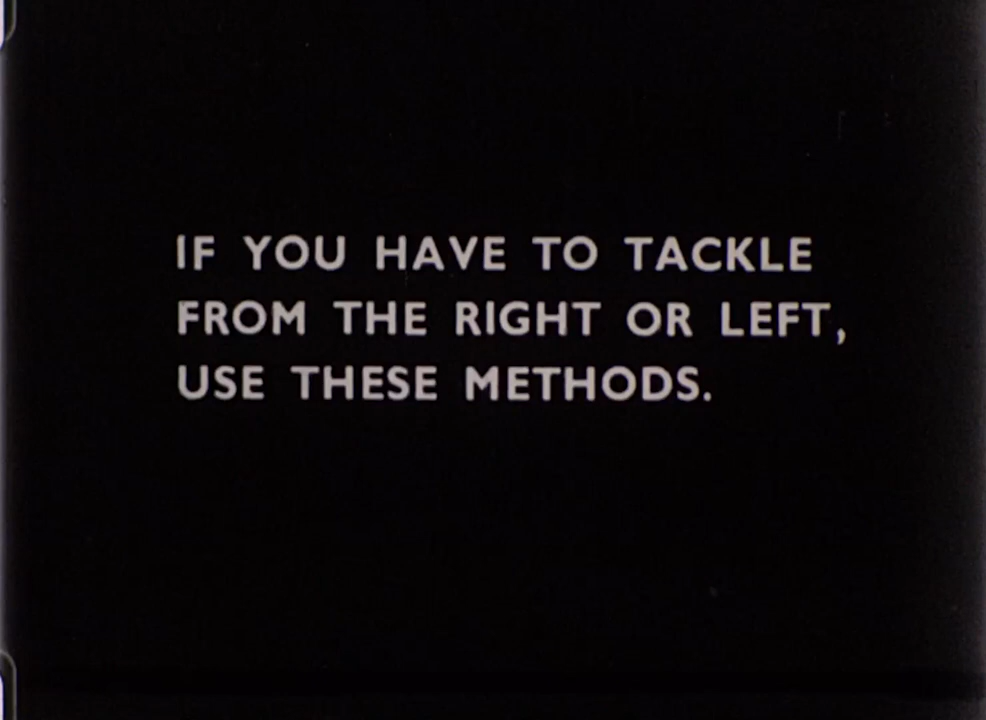 IF YOU HAVE TO TACKLE
FROM THE RIGHT OR LEFT,
USE THESE METHODS.